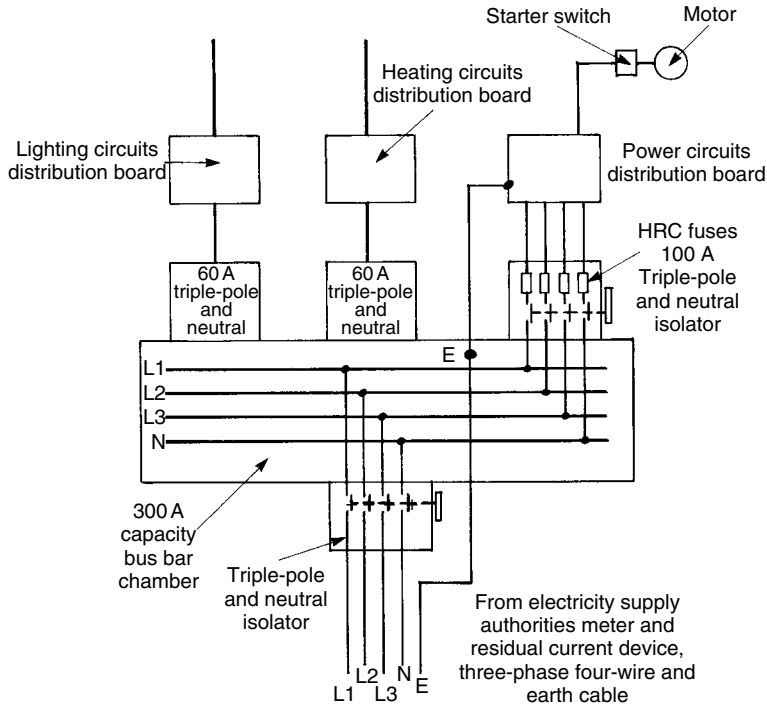 Starter switch
Motor
Heating circuits
distribution board
Lighting circuits
distribution board
Power circuits
distribution board
HRC fuses
100 A
Triple-pole
and neutral
isolator
60 A
triple-pole
and
neutral
60 A
triple-pole
and
neutral
E
L1
L2
L3
N
300 A
capacity
bus bar
chamber
Triple-pole
and neutral
isolator
From electricity supply
authorities meter and
residual current device,
three-phase four-wire and
earth cable
L1
L2
L3
N
E